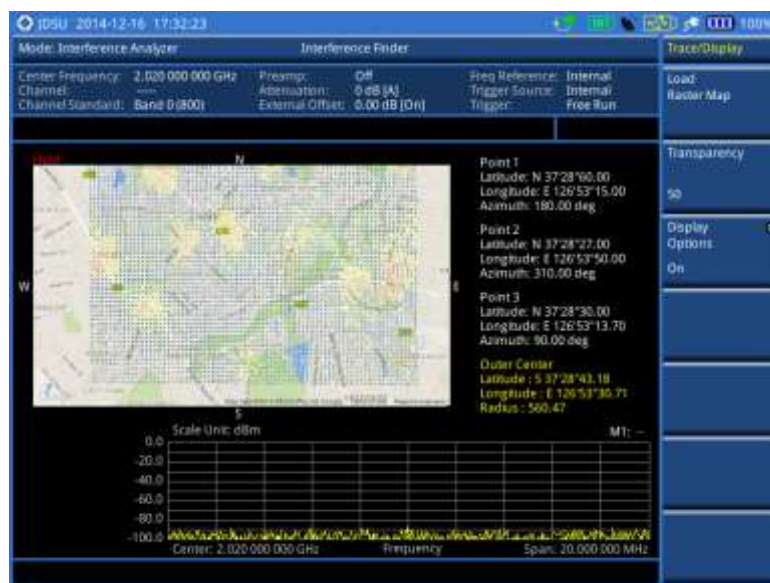 JDSU 2014-12-16 17:32:23
100%
Mode: Interference Analyzer
Interference Finder
Trace/Display
Center Frequency: 2.020 000 000 GHz
Channel: ----
Channel Standard: Band 0 (800)
Preamp: Off
Attenuation: 0 dB [A]
External Offset: 0.00 dB [On]
Freq Reference: Internal
Trigger Source: Internal
Trigger: Free Run
Load
Raster Map
Transparency
50
Display
Options
On
Hold
N
W
E
S
Point 1
Latitude: N 37'28"60.00
Longitude: E 126'53"15.00
Azimuth: 180.00 deg
Point 2
Latitude: N 37'28"27.00
Longitude: E 126'53"50.00
Azimuth: 310.00 deg
Point 3
Latitude: N 37'28"30.00
Longitude: E 126'53"13.70
Azimuth: 90.00 deg
Outer Center
Latitude : S 37'28"43.18
Longitude : E 126'53"30.71
Radius : 560.47
Scale Unit: dBm
M1: --
0.0
-20.0
-40.0
-60.0
-80.0
-100.0
Center: 2.020 000 000 GHz
Frequency
Span: 20.000 000 MHz